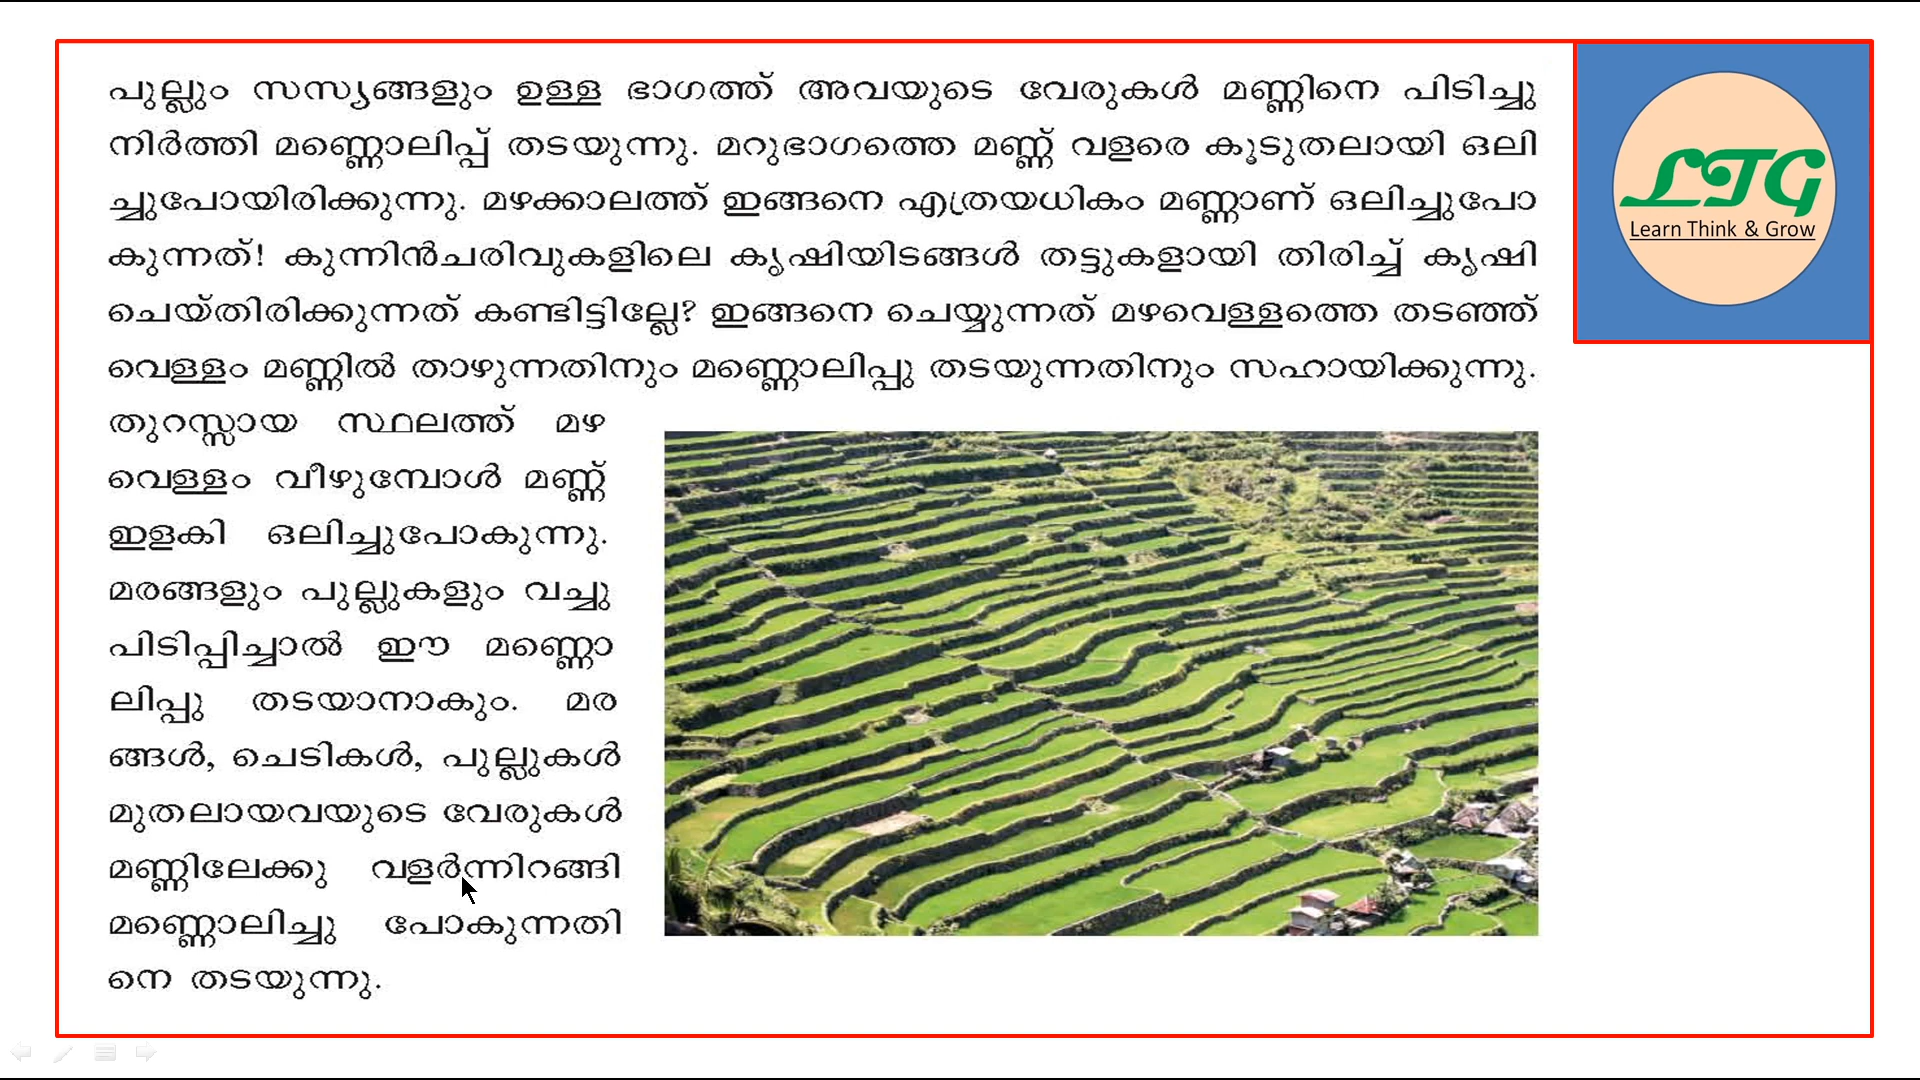 പുല്ലും സസ്യങ്ങളും ഉള്ള ഭാഗത്ത് അവയുടെ വേരുകൾ മണ്ണിനെ പിടിച്ചു
നിർത്തി മണ്ണൊലിപ്പ് തടയുന്നു. മറുഭാഗത്തെ മണ്ണ് വളരെ കൂടുതലായി ഒലി
ച്ചുപോയിരിക്കുന്നു. മഴക്കാലത്ത് ഇങ്ങനെ എത്രയധികം മണ്ണാണ് ഒലിച്ചുപോ
കുന്നത്! കുന്നിൻചരിവുകളിലെ കൃഷിയിടങ്ങൾ തട്ടുകളായി തിരിച്ച് കൃഷി
ചെയ്തിരിക്കുന്നത് കണ്ടിട്ടില്ലേ? ഇങ്ങനെ ചെയ്യുന്നത് മഴവെള്ളത്തെ തടഞ്ഞ്
വെള്ളം മണ്ണിൽ താഴുന്നതിനും മണ്ണൊലിപ്പു തടയുന്നതിനും സഹായിക്കുന്നു.
തുറസ്സായ സ്ഥലത്ത് മഴ
വെള്ളം വീഴുമ്പോൾ മണ്ണ്
ഇളകി ഒലിച്ചുപോകുന്നു.
മരങ്ങളും പുല്ലുകളും വച്ചു
പിടിപ്പിച്ചാൽ ഈ മണ്ണൊ
ലിപ്പു തടയാനാകും. മര
ങ്ങൾ, ചെടികൾ, പുല്ലുകൾ
മുതലായവയുടെ വേരുകൾ
മണ്ണിലേക്കു വളർന്നിറങ്ങി
മണ്ണൊലിച്ചു പോകുന്നതി
നെ തടയുന്നു.
LTG
Learn Think & Grow